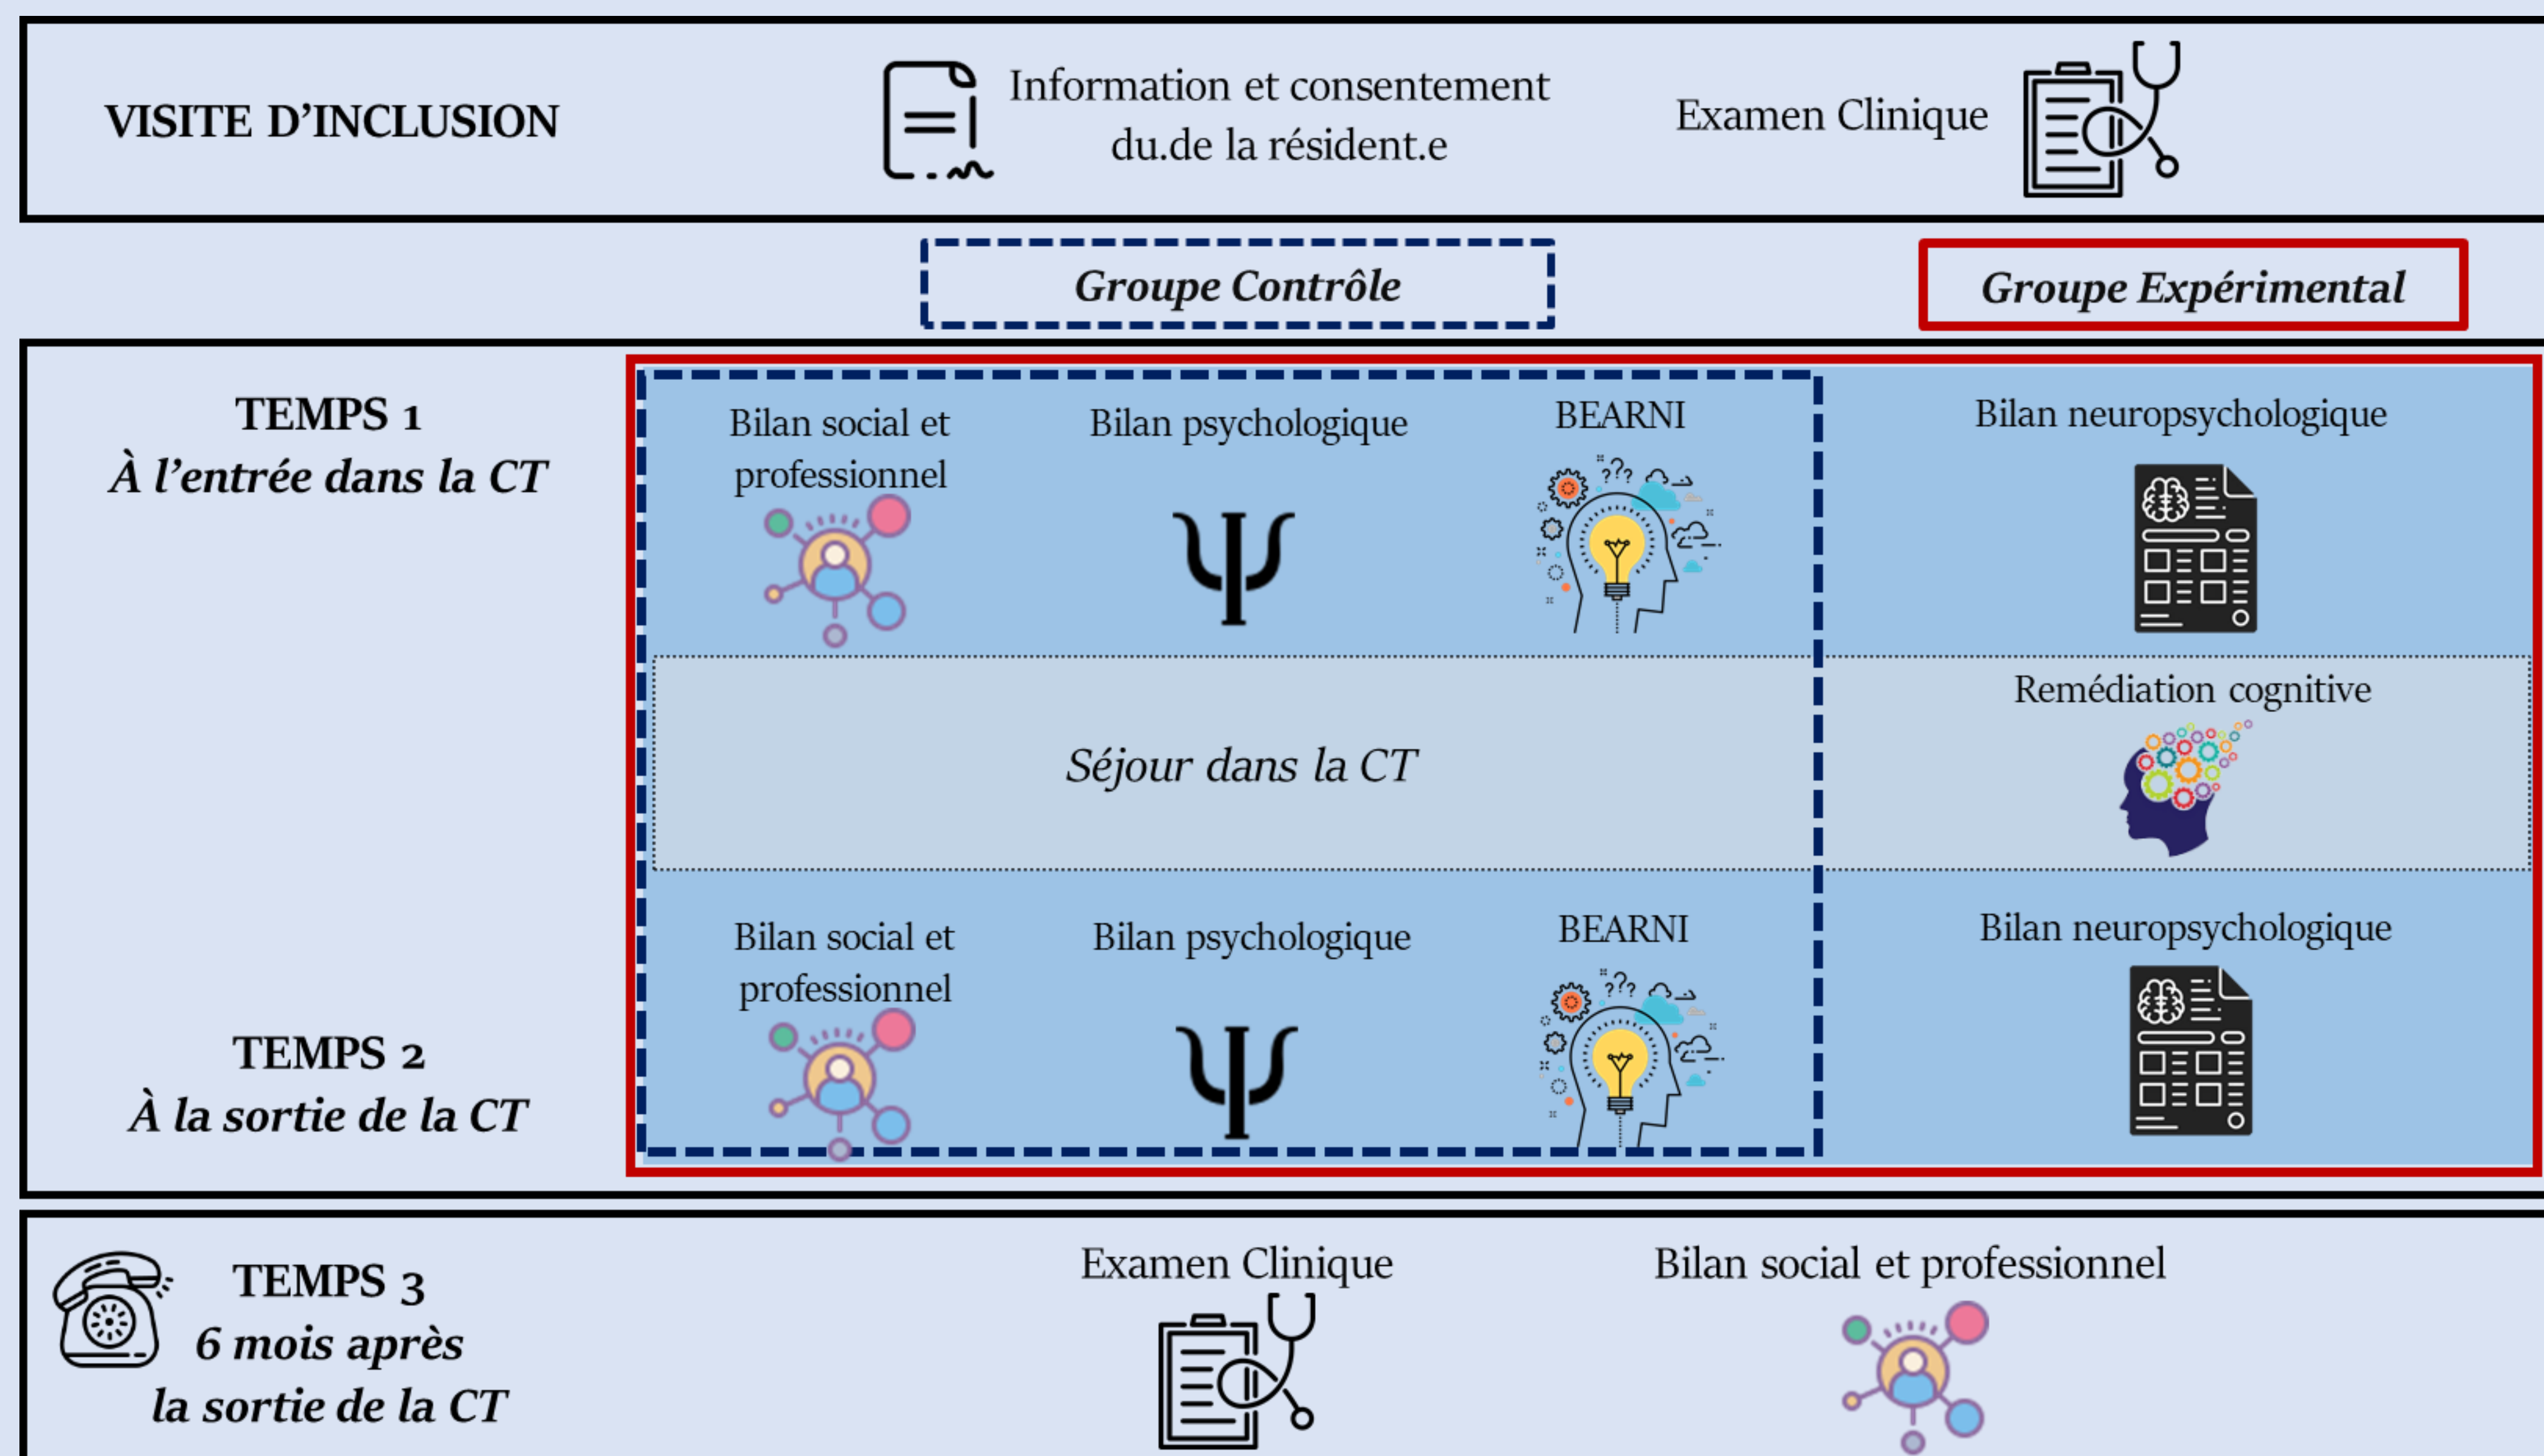 VISITE D'INCLUSION
Information et consentement
du.de la résident.e
Examen Clinique
Groupe Contrôle
Groupe Expérimental
TEMPS 1
À l'entrée dans la CT
Bilan social et
professionnel
Bilan psychologique
BEARNI
Bilan neuropsychologique
Séjour dans la CT
Remédiation cognitive
TEMPS 2
À la sortie de la CT
Bilan social et
professionnel
Bilan psychologique
BEARNI
Bilan neuropsychologique
TEMPS 3
6 mois après
la sortie de la CT
Examen Clinique
Bilan social et professionnel